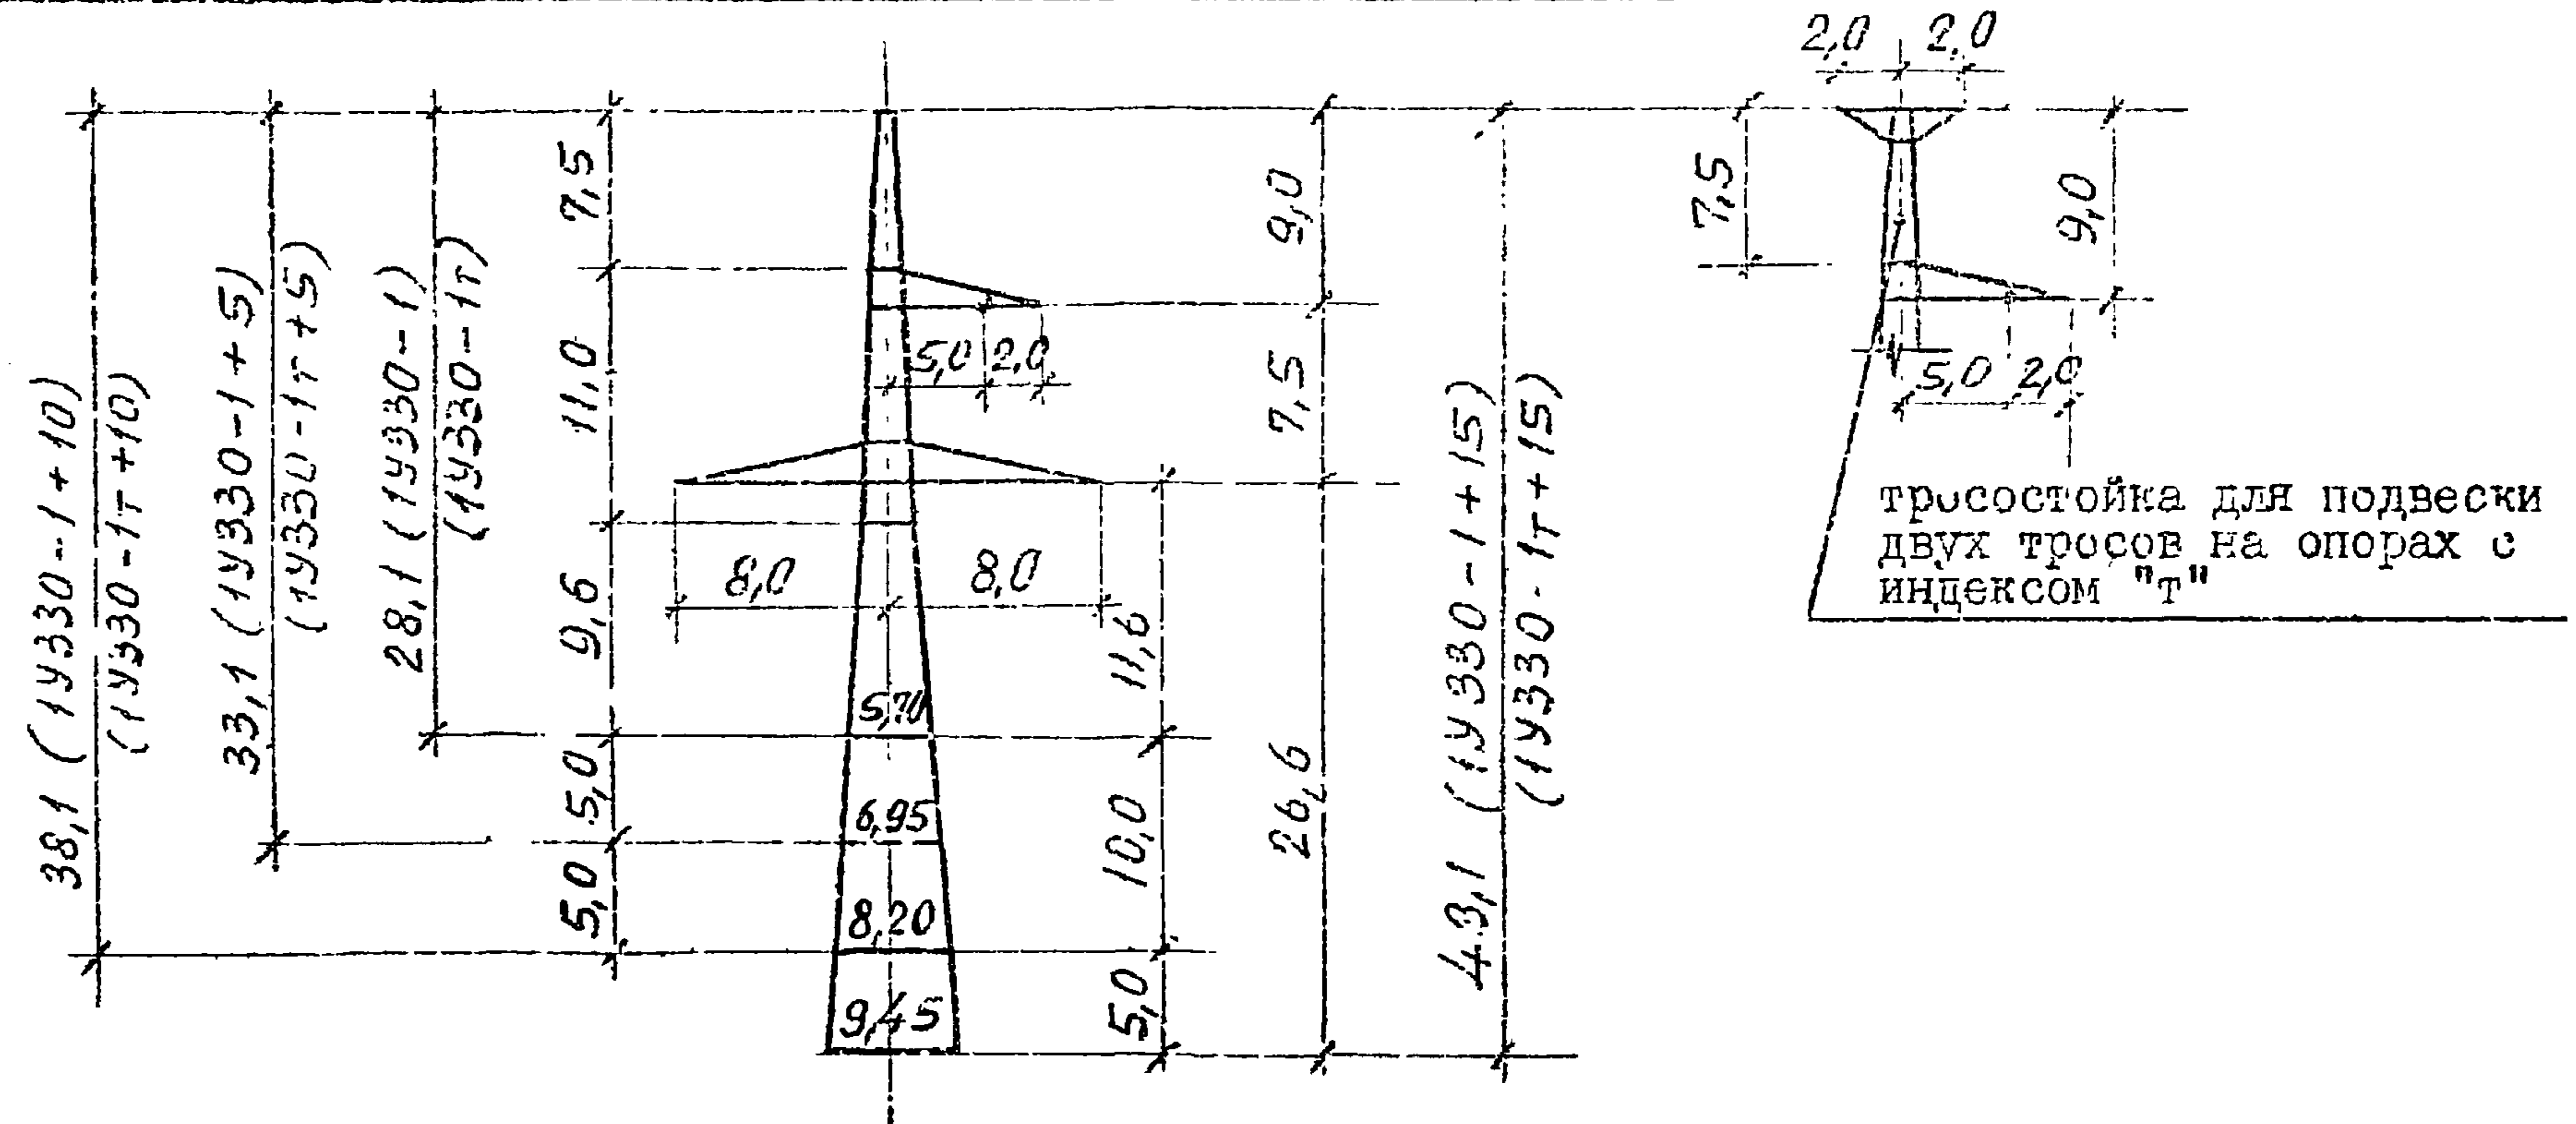 38,1 (1У330-1+10)
(1У330-1т+10)
33,1 (1У330-1+5)
(1У330-1т+5)
28,1 (1У330-1)
(1У330-1т)
7,5
11,0
9,6
5,0
5,0
5,0 2,0
8,0 8,0
5,70
6,95
8,20
9,45
11,6
10,0
5,0
9,0
7,5
26,6
43,1 (1У330-1+15)
(1У330-1т+15)
2,0 2,0
7,5
9,0
5,0 2,0
тросостойка для подвески
двух тросов на опорах с
индексом "т"